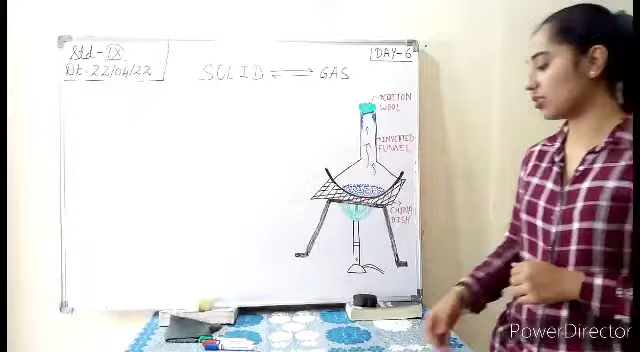 Std - IX
Dt: 22/04/22
DAY-6
SOLID ⇌ GAS
→COTTON
WOOL
→INVERTED
FUNNEL
→CHINA
DISH
PowerDirector